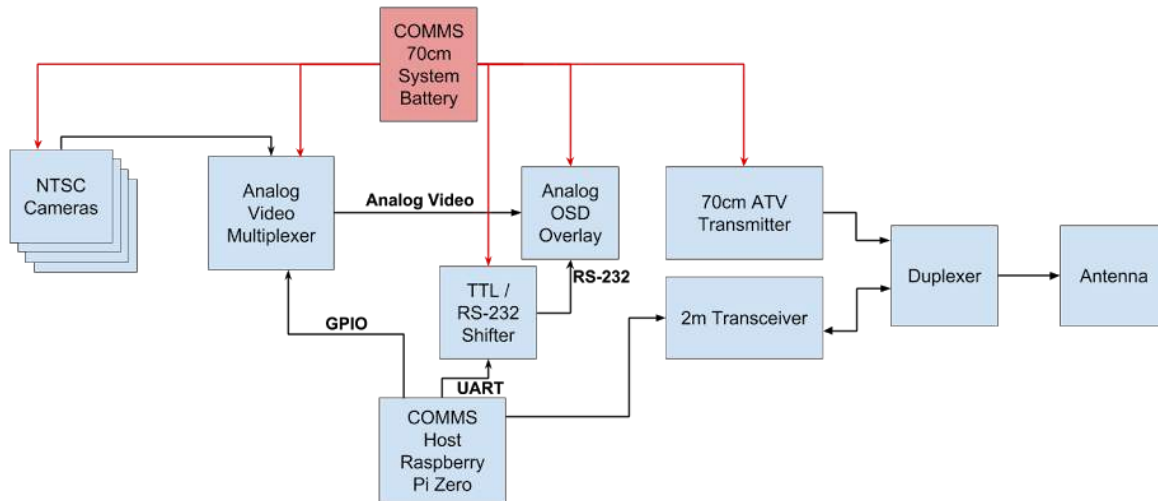 COMMS
70cm
System
Battery
NTSC
Cameras
Analog
Video
Multiplexer
Analog Video
Analog
OSD
Overlay
70cm ATV
Transmitter
RS-232
TTL /
RS-232
Shifter
GPIO
UART
2m Transceiver
Duplexer
Antenna
COMMS
Host
Raspberry
Pi Zero